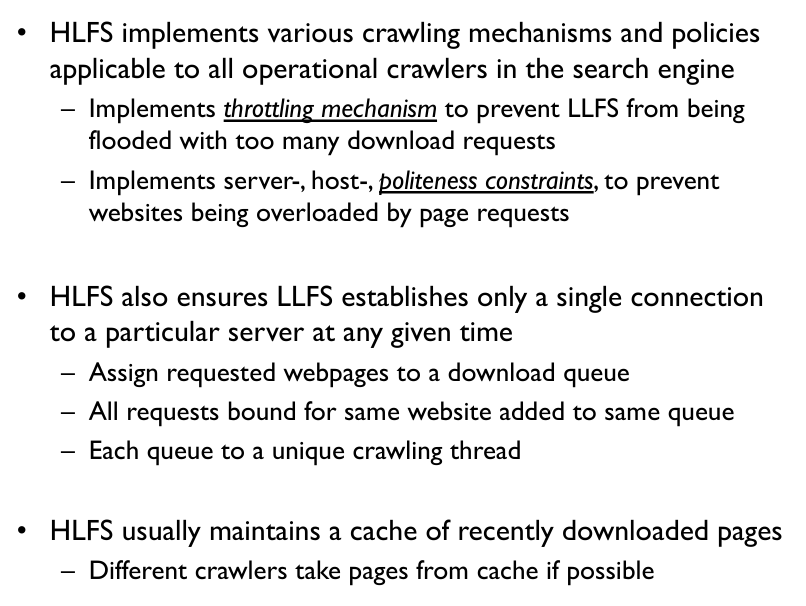 • HLFS implements various crawling mechanisms and policies
applicable to all operational crawlers in the search engine
– Implements throttling mechanism to prevent LLFS from being
flooded with too many download requests
– Implements server-, host-, politeness constraints, to prevent
websites being overloaded by page requests
• HLFS also ensures LLFS establishes only a single connection
to a particular server at any given time
– Assign requested webpages to a download queue
– All requests bound for same website added to same queue
– Each queue to a unique crawling thread
• HLFS usually maintains a cache of recently downloaded pages
– Different crawlers take pages from cache if possible